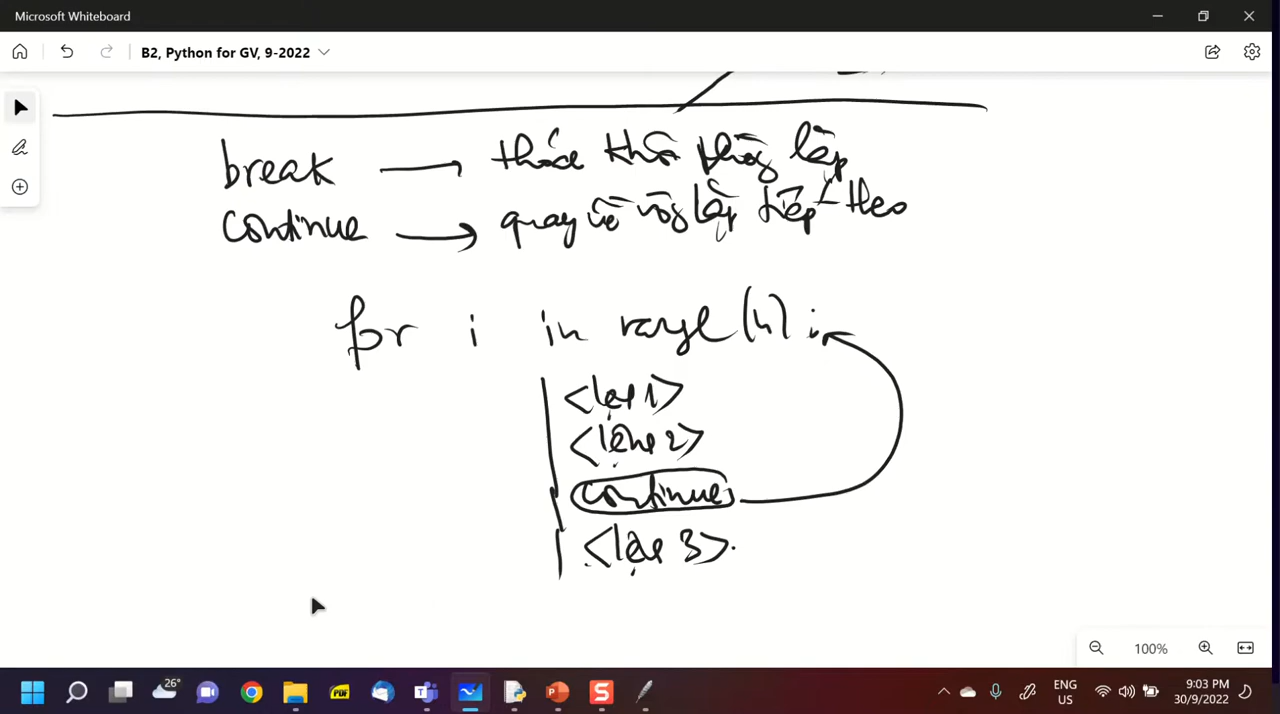 Microsoft Whiteboard
B2, Python for GV, 9-2022
break → thoát khỏi vòng lặp
continue → quay về vòng lặp tiếp theo
for i in range(n):
<lệnh 1>
<lệnh 2>
continue
<lệnh 3>
100%
26°
ENG
US
9:03 PM
30/9/2022